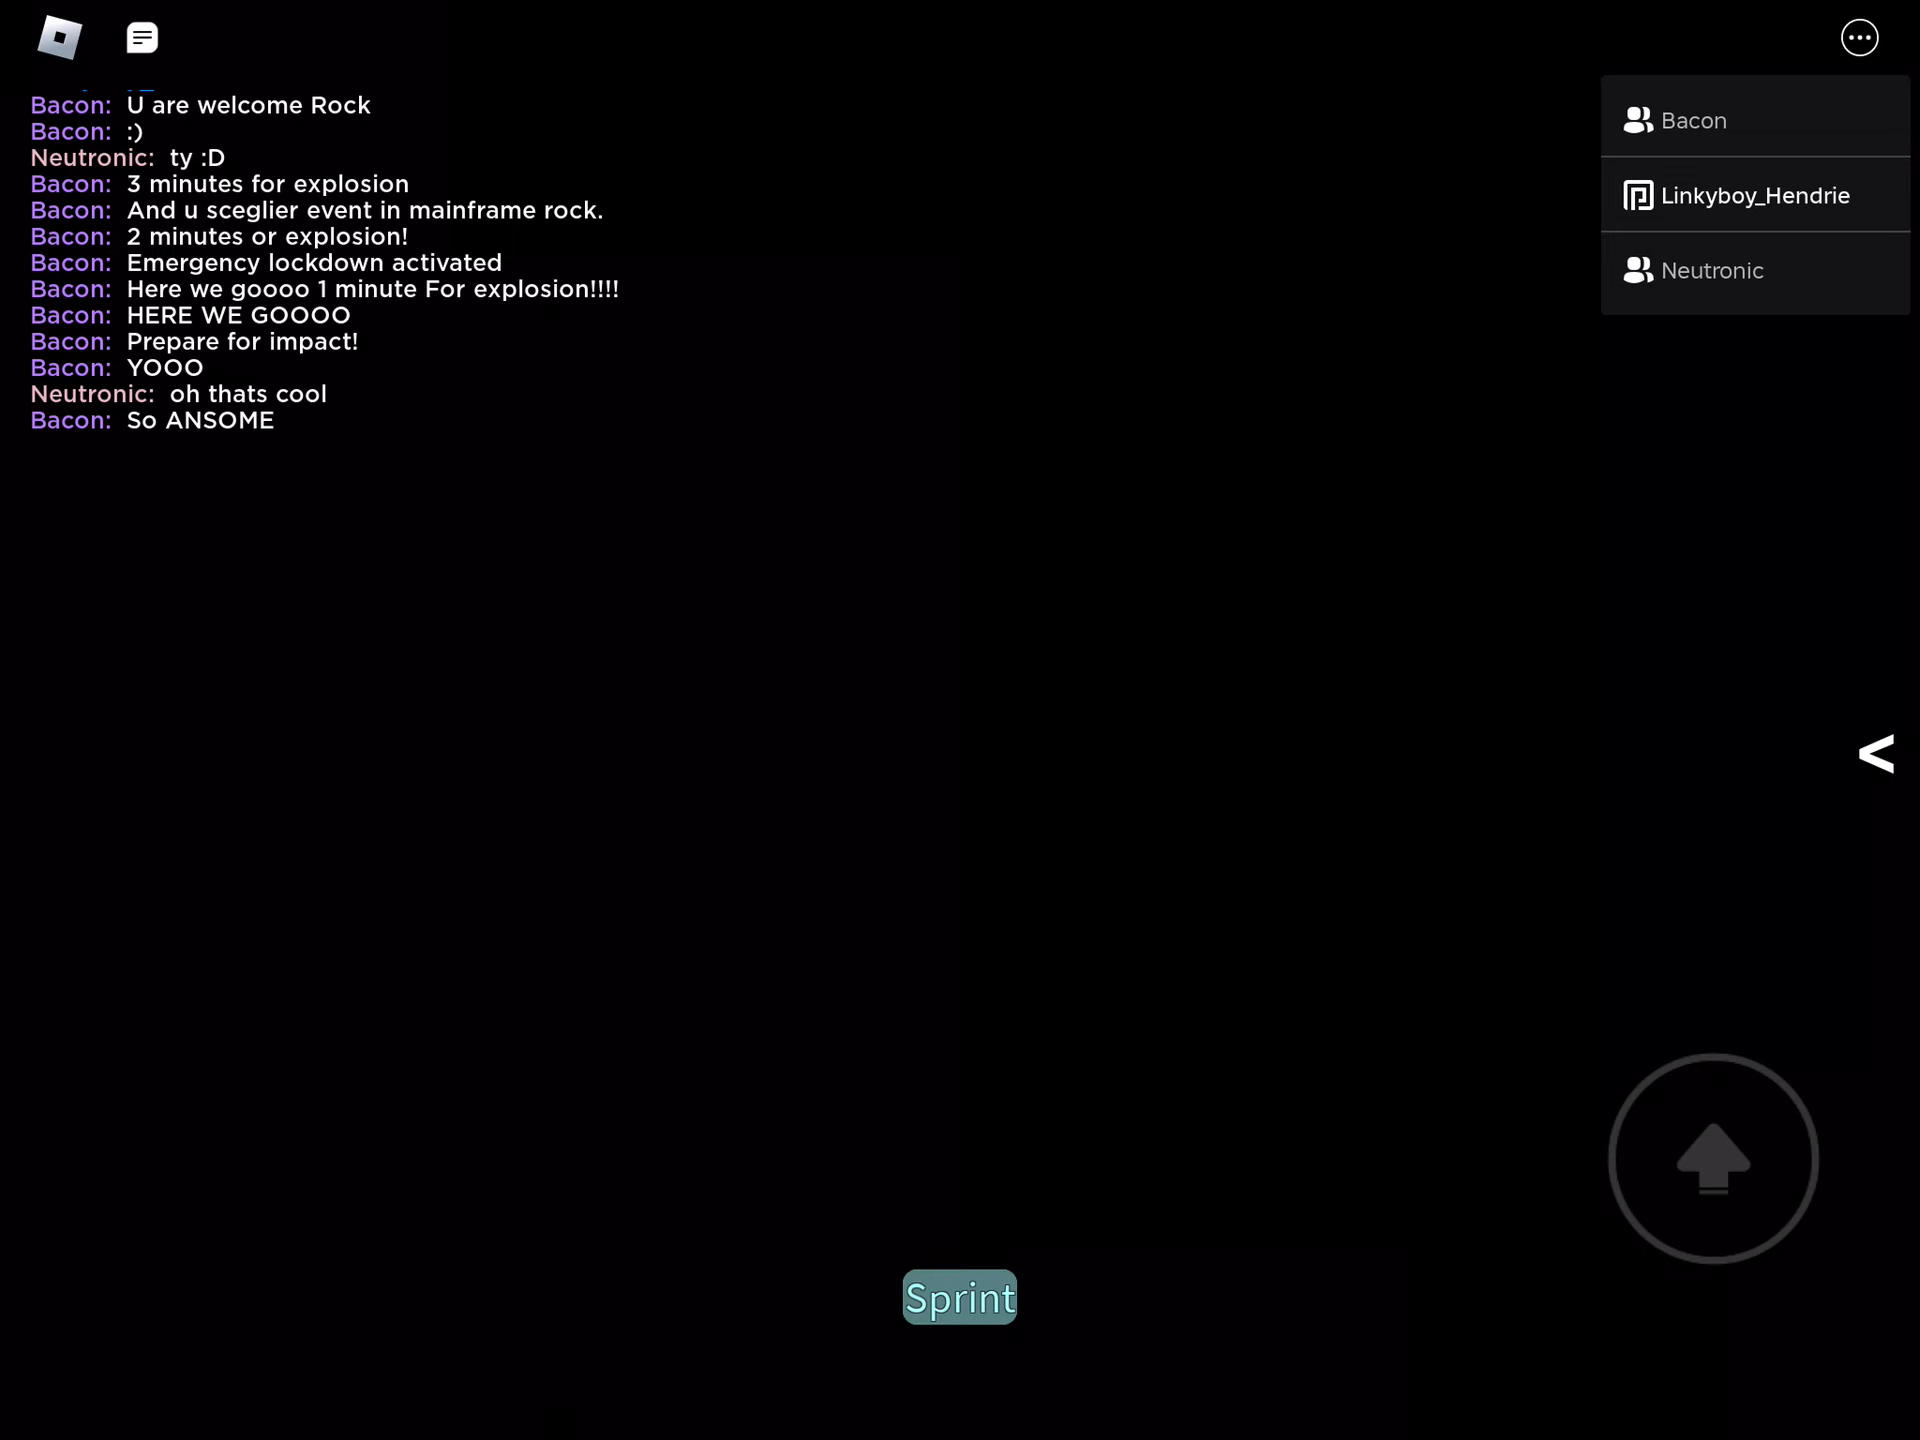 Bacon: U are welcome Rock
Bacon: :)
Neutronic: ty :D
Bacon: 3 minutes for explosion
Bacon: And u sceglier event in mainframe rock.
Bacon: 2 minutes or explosion!
Bacon: Emergency lockdown activated
Bacon: Here we goooo 1 minute For explosion!!!!
Bacon: HERE WE GOOOO
Bacon: Prepare for impact!
Bacon: YOOO
Neutronic: oh thats cool
Bacon: So ANSOME
Bacon
Linkyboy_Hendrie
Neutronic
<
Sprint